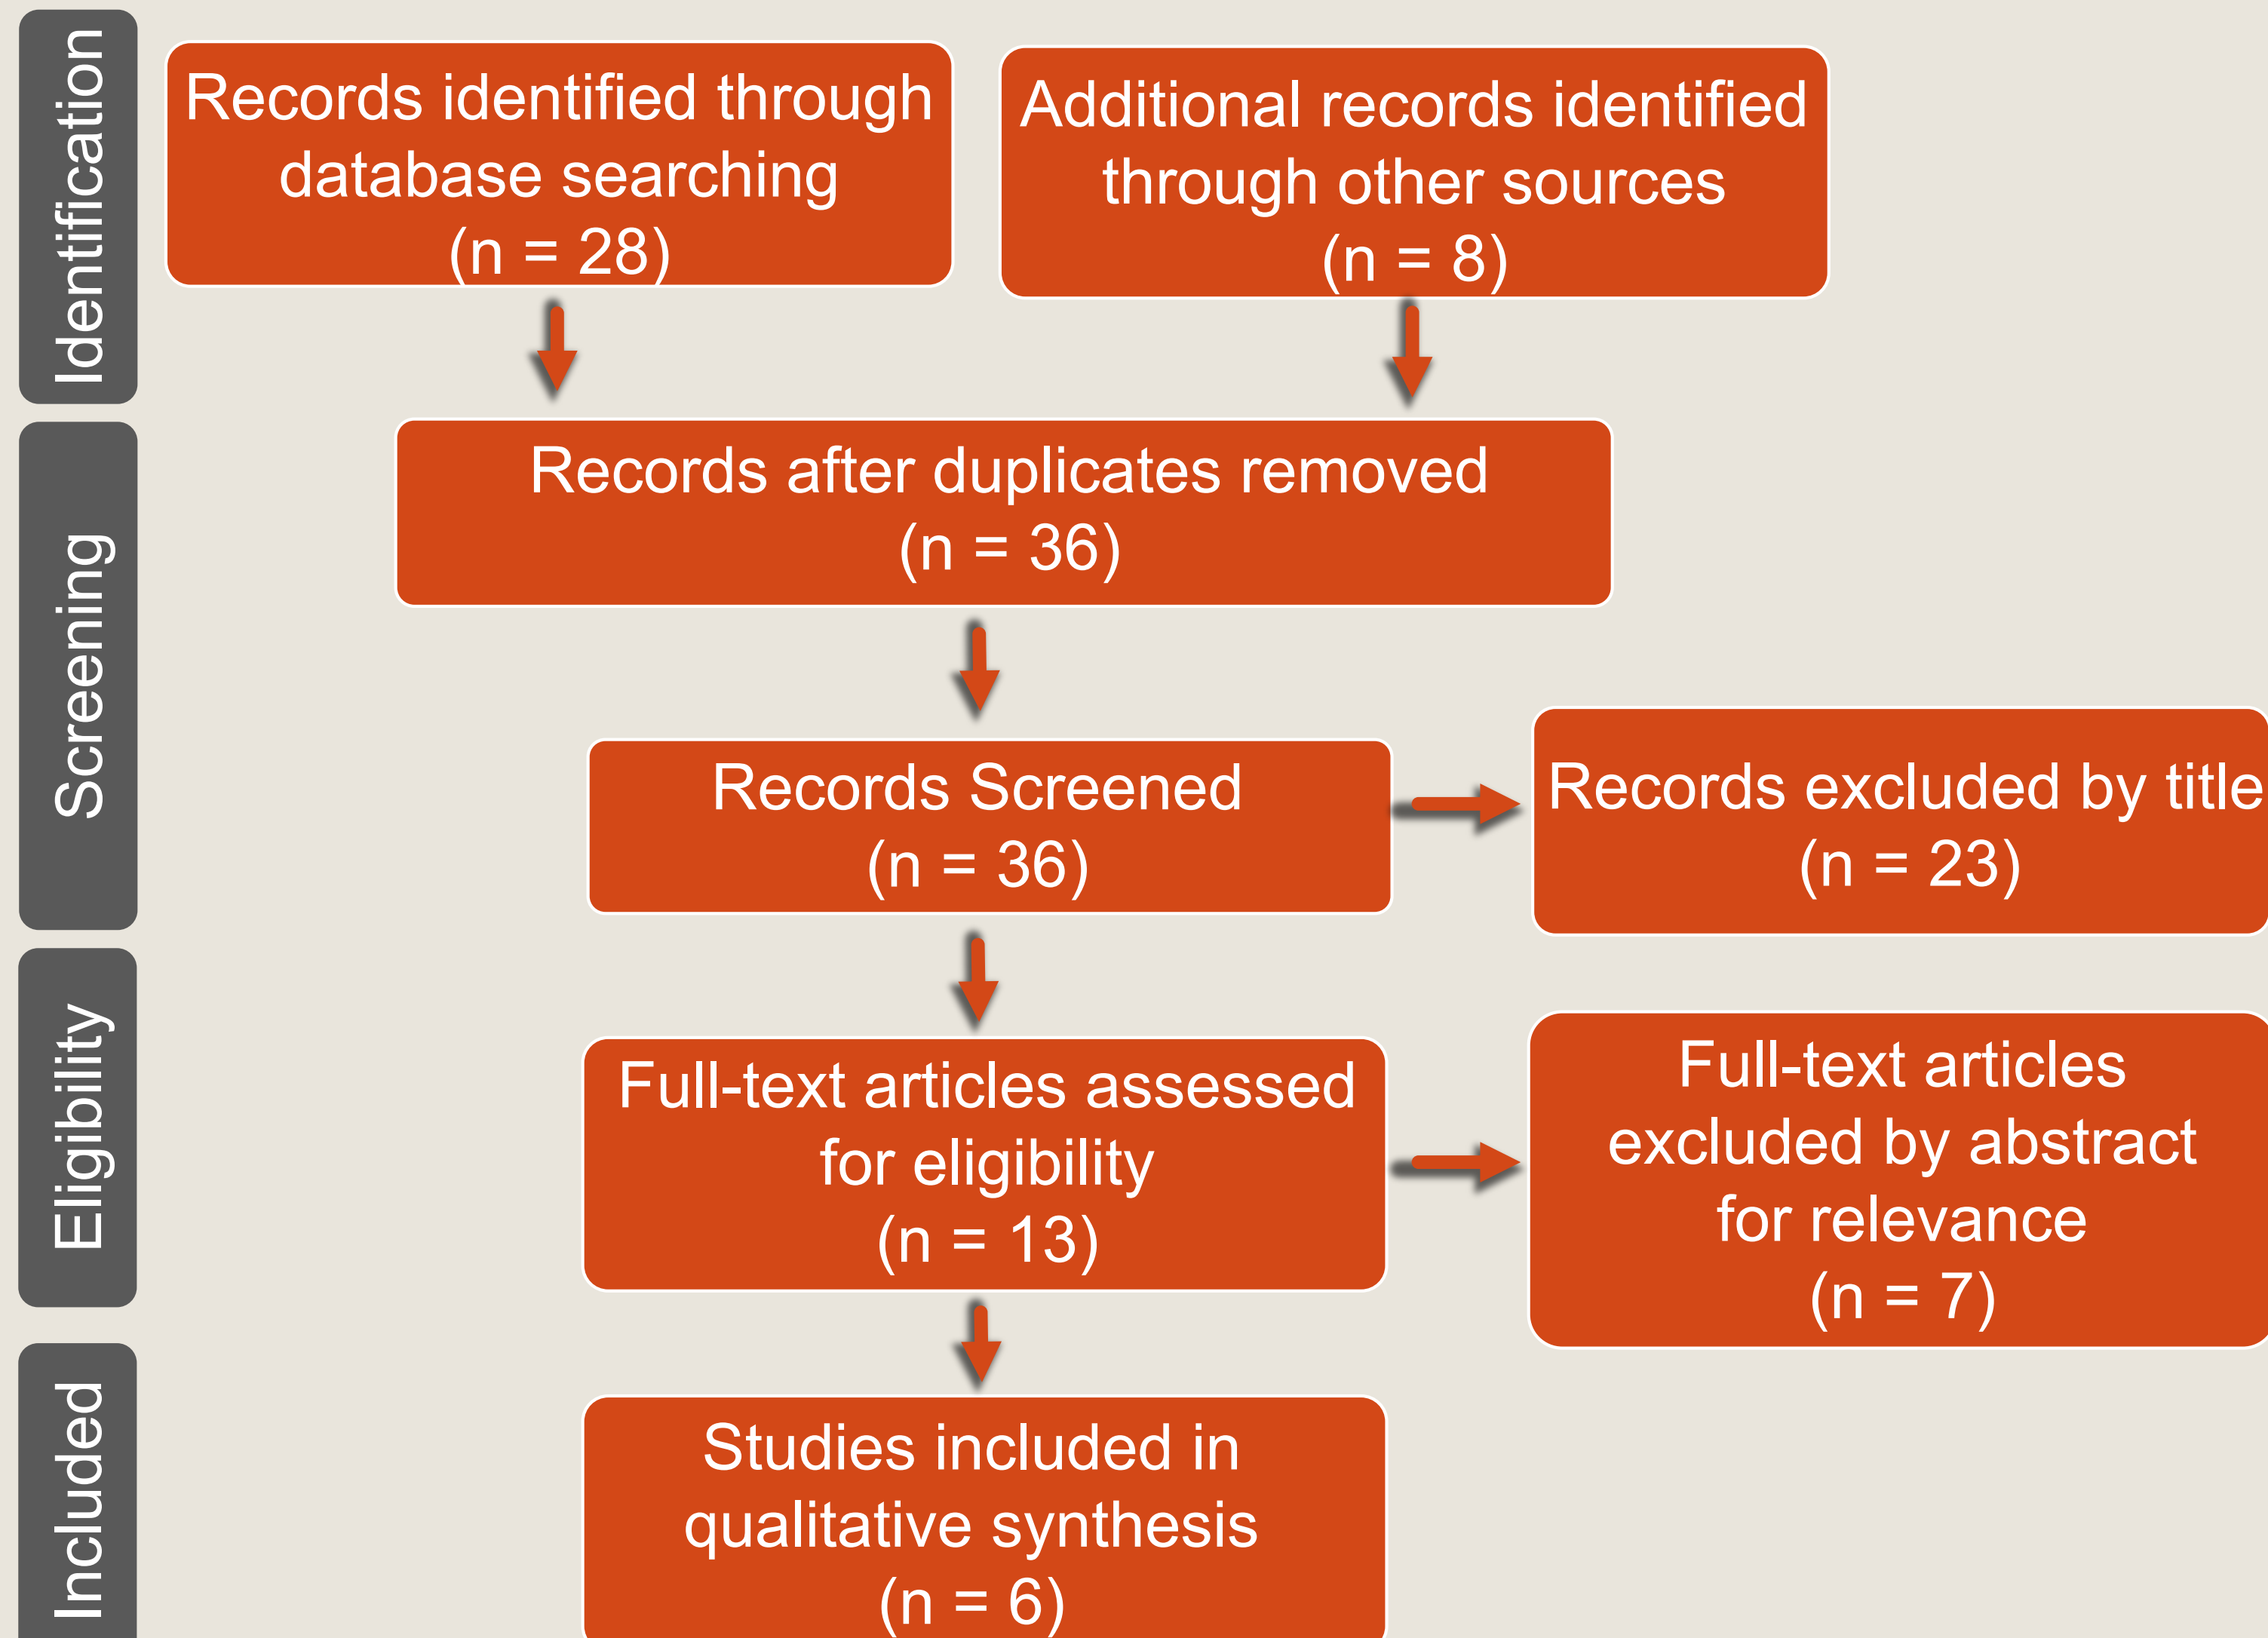 Identification
Records identified through
database searching
(n = 28)
Additional records identified
through other sources
(n = 8)
Screening
Records after duplicates removed
(n = 36)
Records Screened
(n = 36)
Records excluded by title
(n = 23)
Eligibility
Full-text articles assessed
for eligibility
(n = 13)
Full-text articles
excluded by abstract
for relevance
(n = 7)
Included
Studies included in
qualitative synthesis
(n = 6)